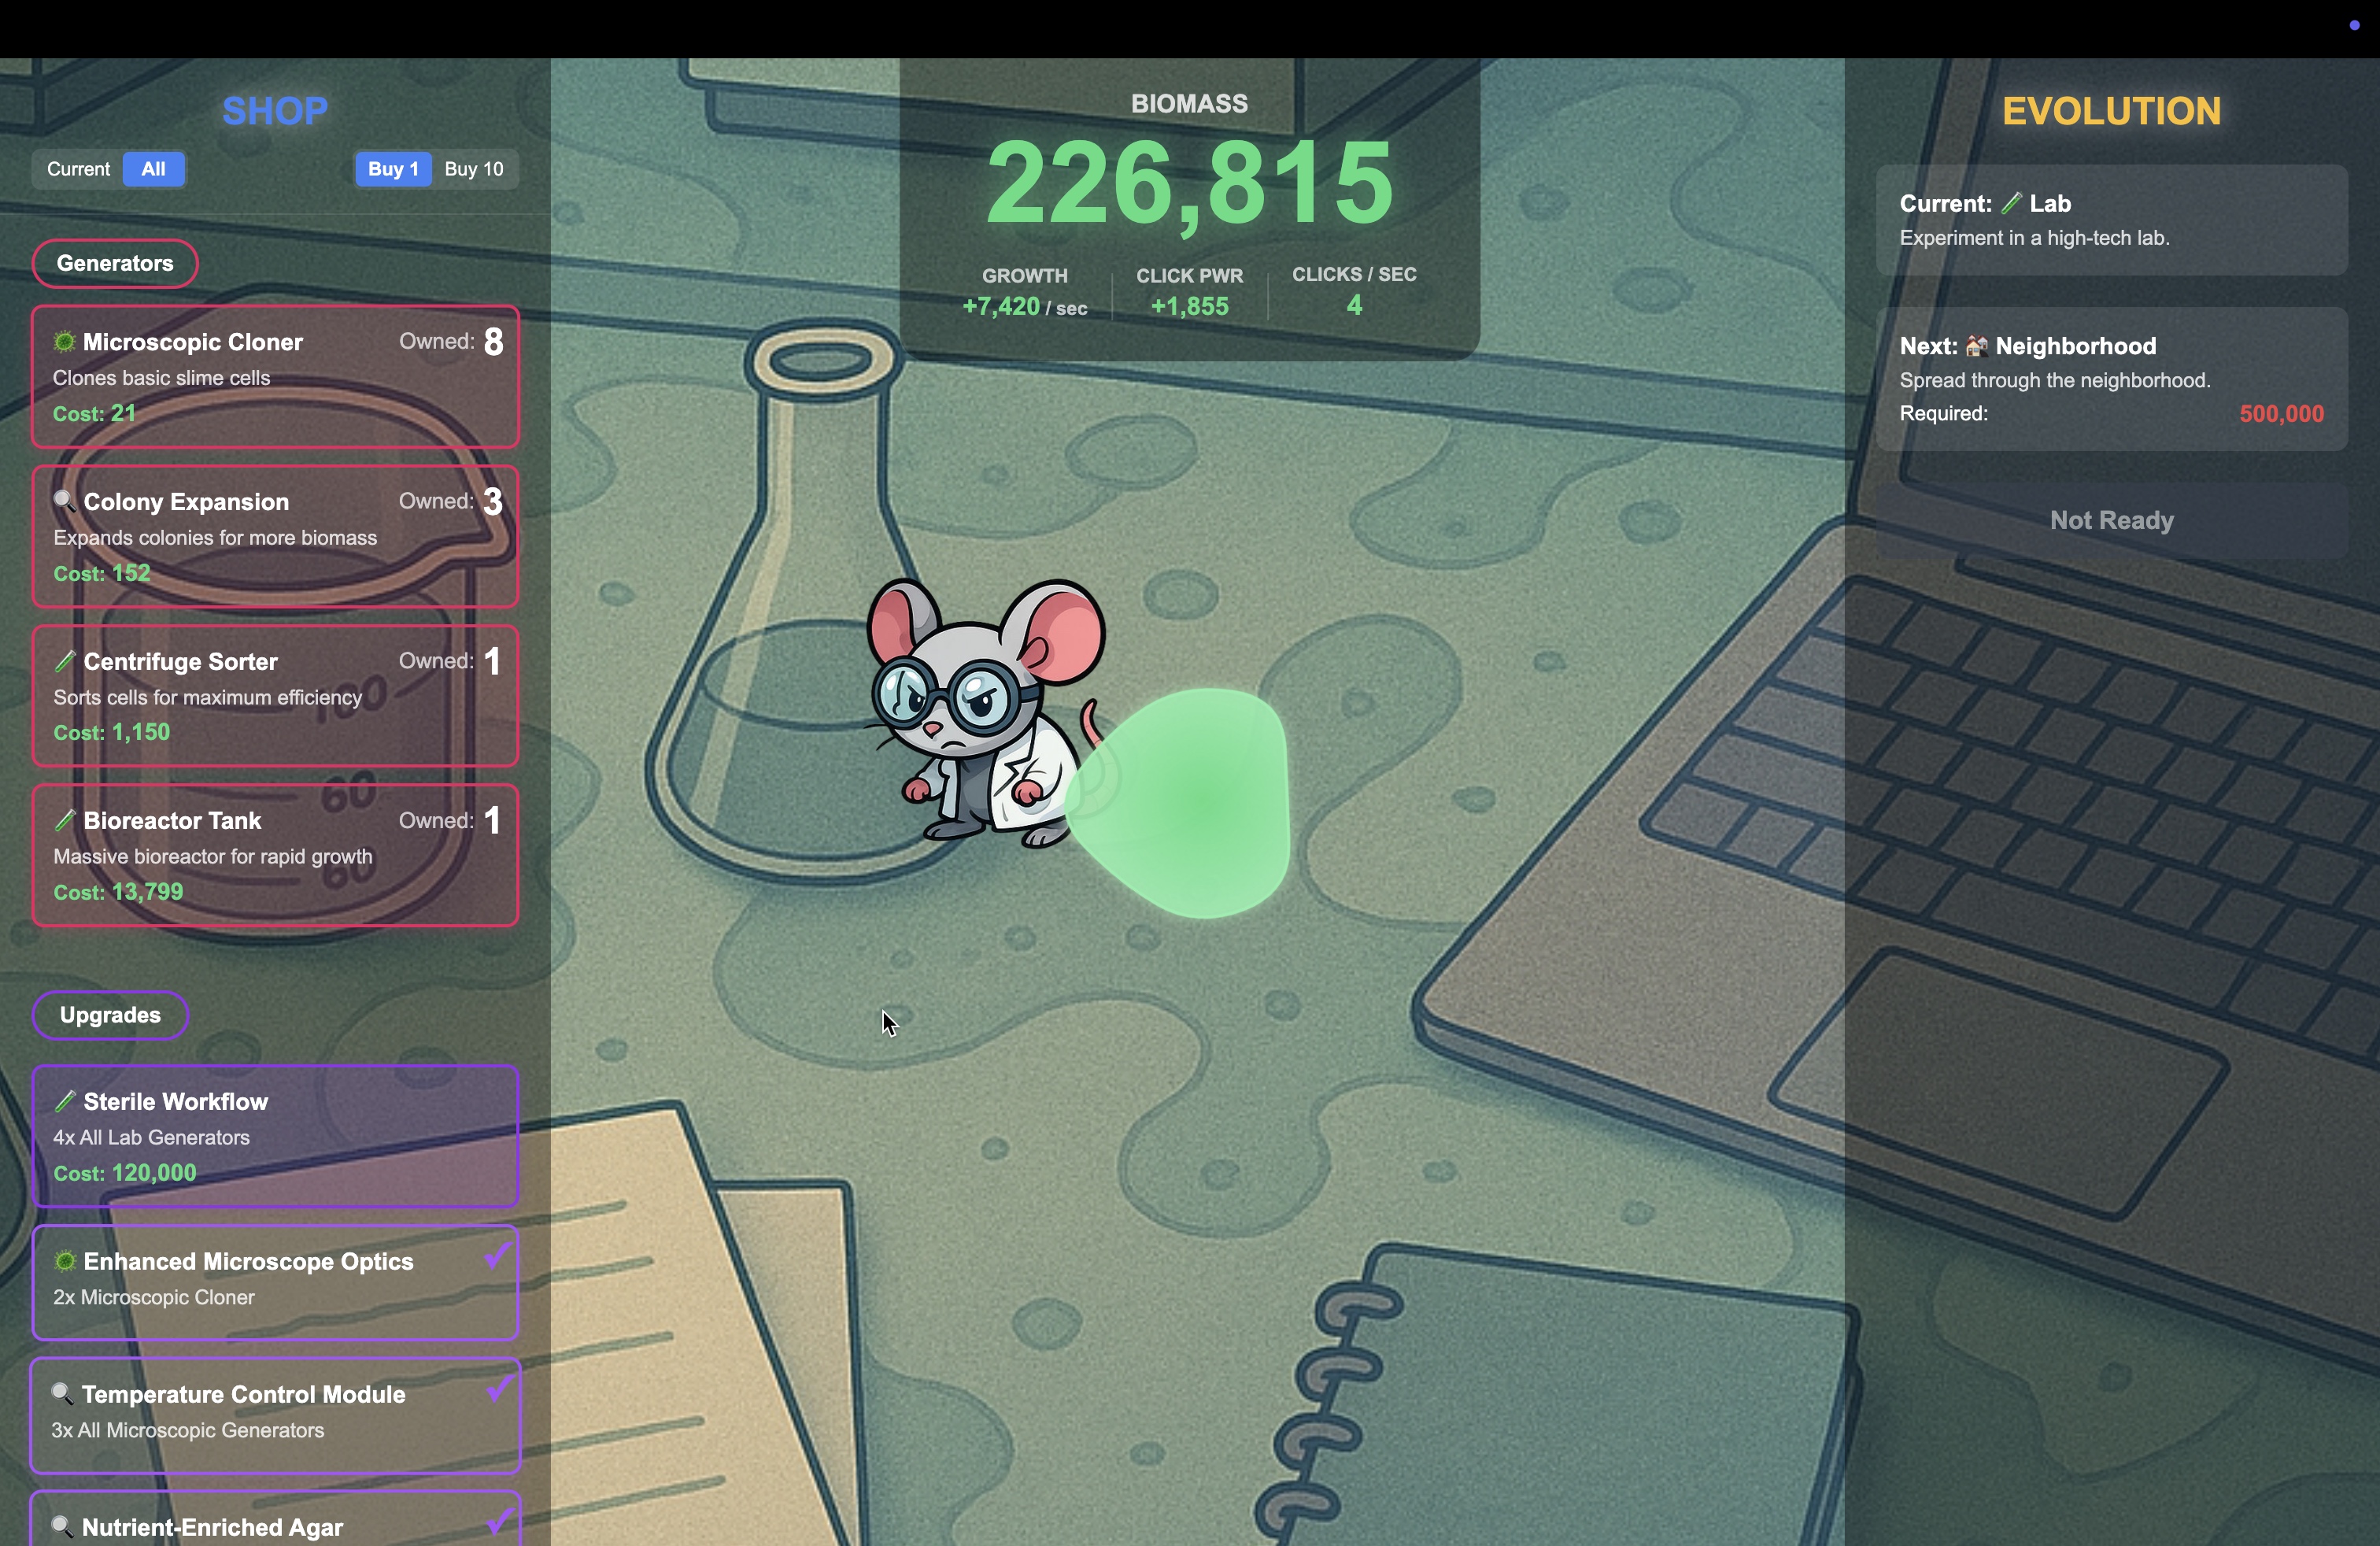 SHOP
Current All Buy 1 Buy 10
Generators
Microscopic Cloner Owned: 8
Clones basic slime cells
Cost: 21
Colony Expansion Owned: 3
Expands colonies for more biomass
Cost: 152
Centrifuge Sorter Owned: 1
Sorts cells for maximum efficiency
Cost: 1,150
Bioreactor Tank Owned: 1
Massive bioreactor for rapid growth
Cost: 13,799
100
60
60
Upgrades
Sterile Workflow
4x All Lab Generators
Cost: 120,000
Enhanced Microscope Optics
2x Microscopic Cloner
Temperature Control Module
3x All Microscopic Generators
Nutrient-Enriched Agar
BIOMASS
226,815
GROWTH CLICK PWR CLICKS / SEC
+7,420 / sec +1,855 4
EVOLUTION
Current: Lab
Experiment in a high-tech lab.
Next: Neighborhood
Spread through the neighborhood.
Required: 500,000
Not Ready